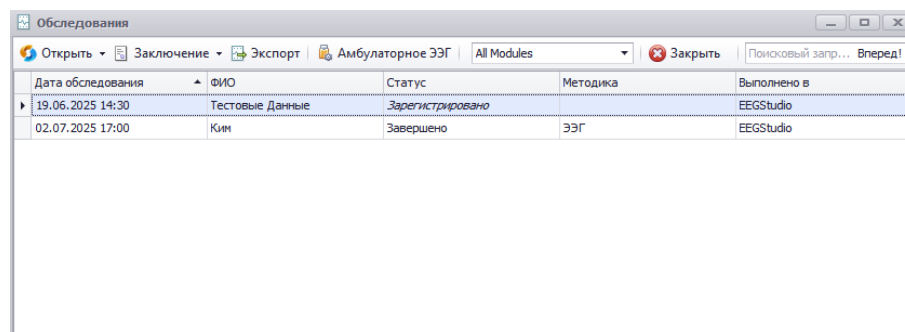 Обследования
Открыть Заключение Экспорт Амбулаторное ЭЭГ All Modules Закрыть Поисковый запр... Вперед!
Дата обследования ФИО Статус Методика Выполнено в
19.06.2025 14:30 Тестовые Данные Зарегистрировано EEGStudio
02.07.2025 17:00 Ким Завершено ЭЭГ EEGStudio